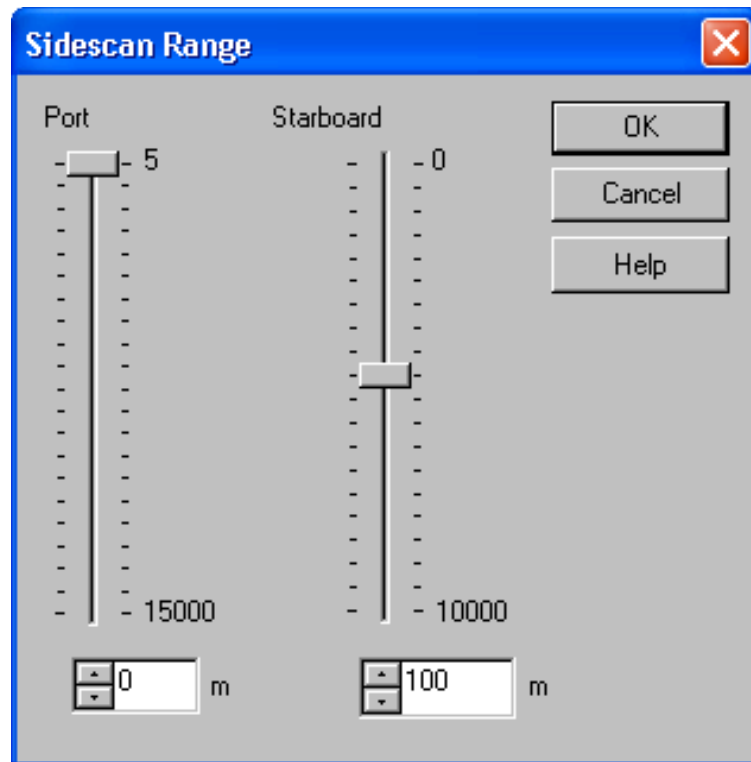 Sidescan Range
Port
Starboard
5
15000
0
10000
0 m
100 m
OK
Cancel
Help